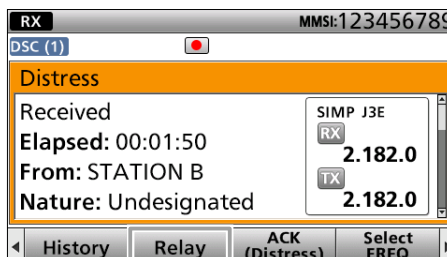 RX MMSI:123456789
DSC (1)
Distress
Received
Elapsed: 00:01:50
From: STATION B
Nature: Undesignated
SIMP J3E
RX
2.182.0
TX
2.182.0
History Relay ACK (Distress) Select FREQ